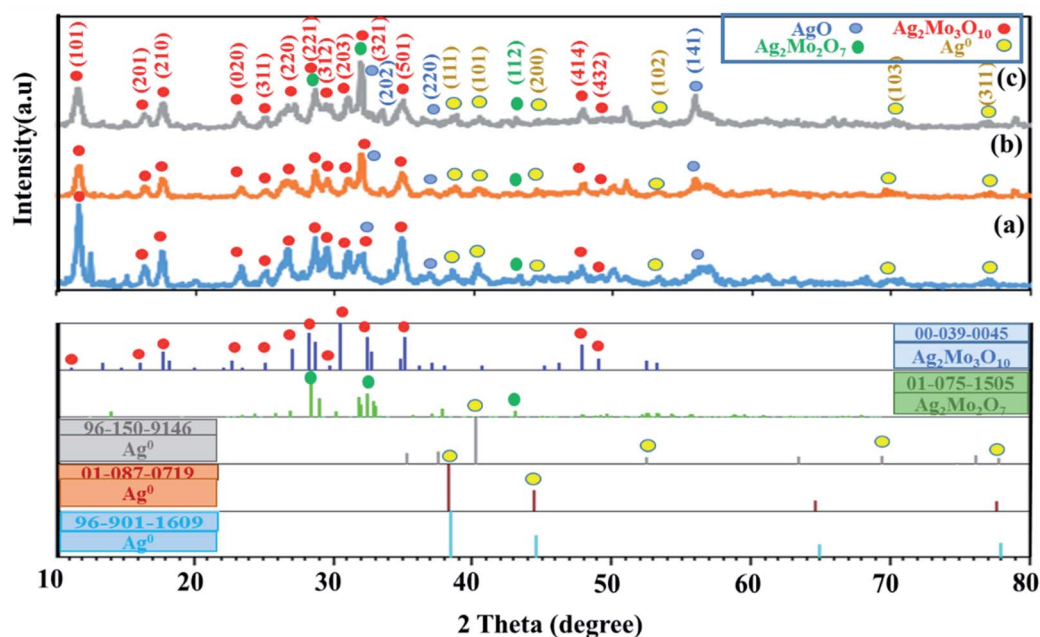 AgO Ag₂Mo₃O₁₀
Ag₂Mo₂O₇ Ag⁰
(101)
(201)
(210)
(020)
(311)
(220)
(221)
(312)
(203)
(321)
(202)
(501)
(220)
(111)
(101)
(112)
(200)
(414)
(432)
(102)
(141)
(103)
(311)
(c)
(b)
(a)
Intensity(a.u)
00-039-0045
Ag₂Mo₃O₁₀
01-075-1505
Ag₂Mo₂O₇
96-150-9146
Ag⁰
01-087-0719
Ag⁰
96-901-1609
Ag⁰
10 20 30 40 50 60 70 80
2 Theta (degree)